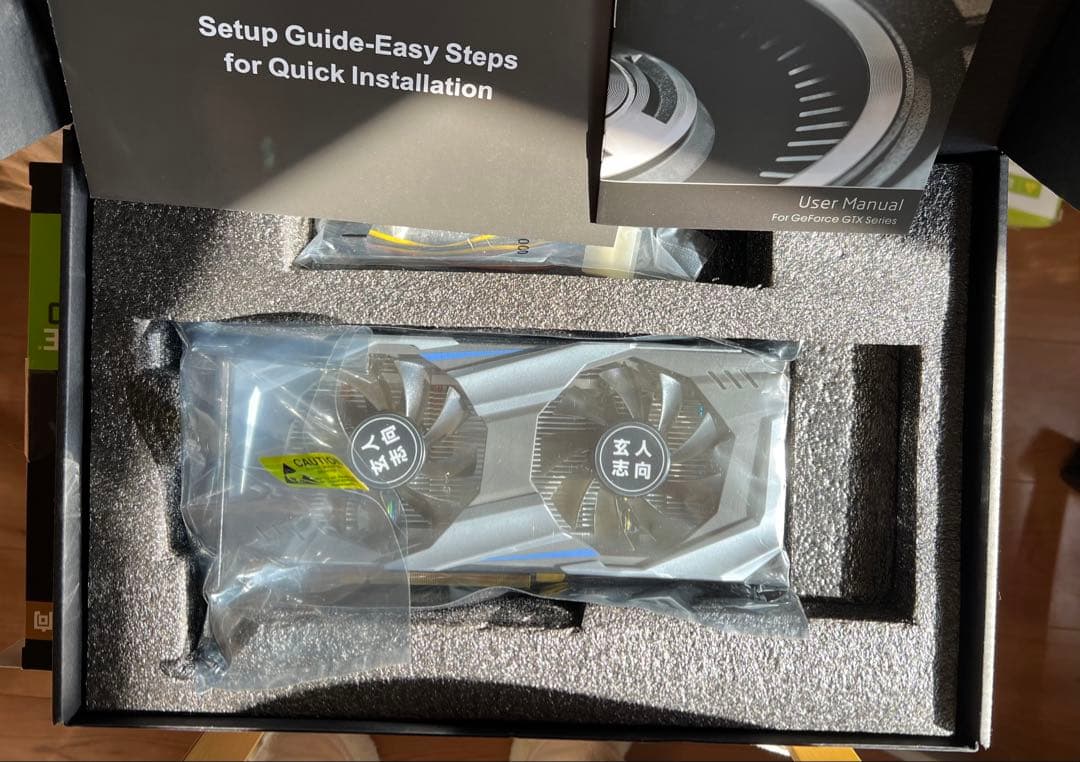 Setup Guide-Easy Steps
for Quick Installation
User Manual
For GeForce GTX Series
CAUTION
玄人
志向
玄人
志向